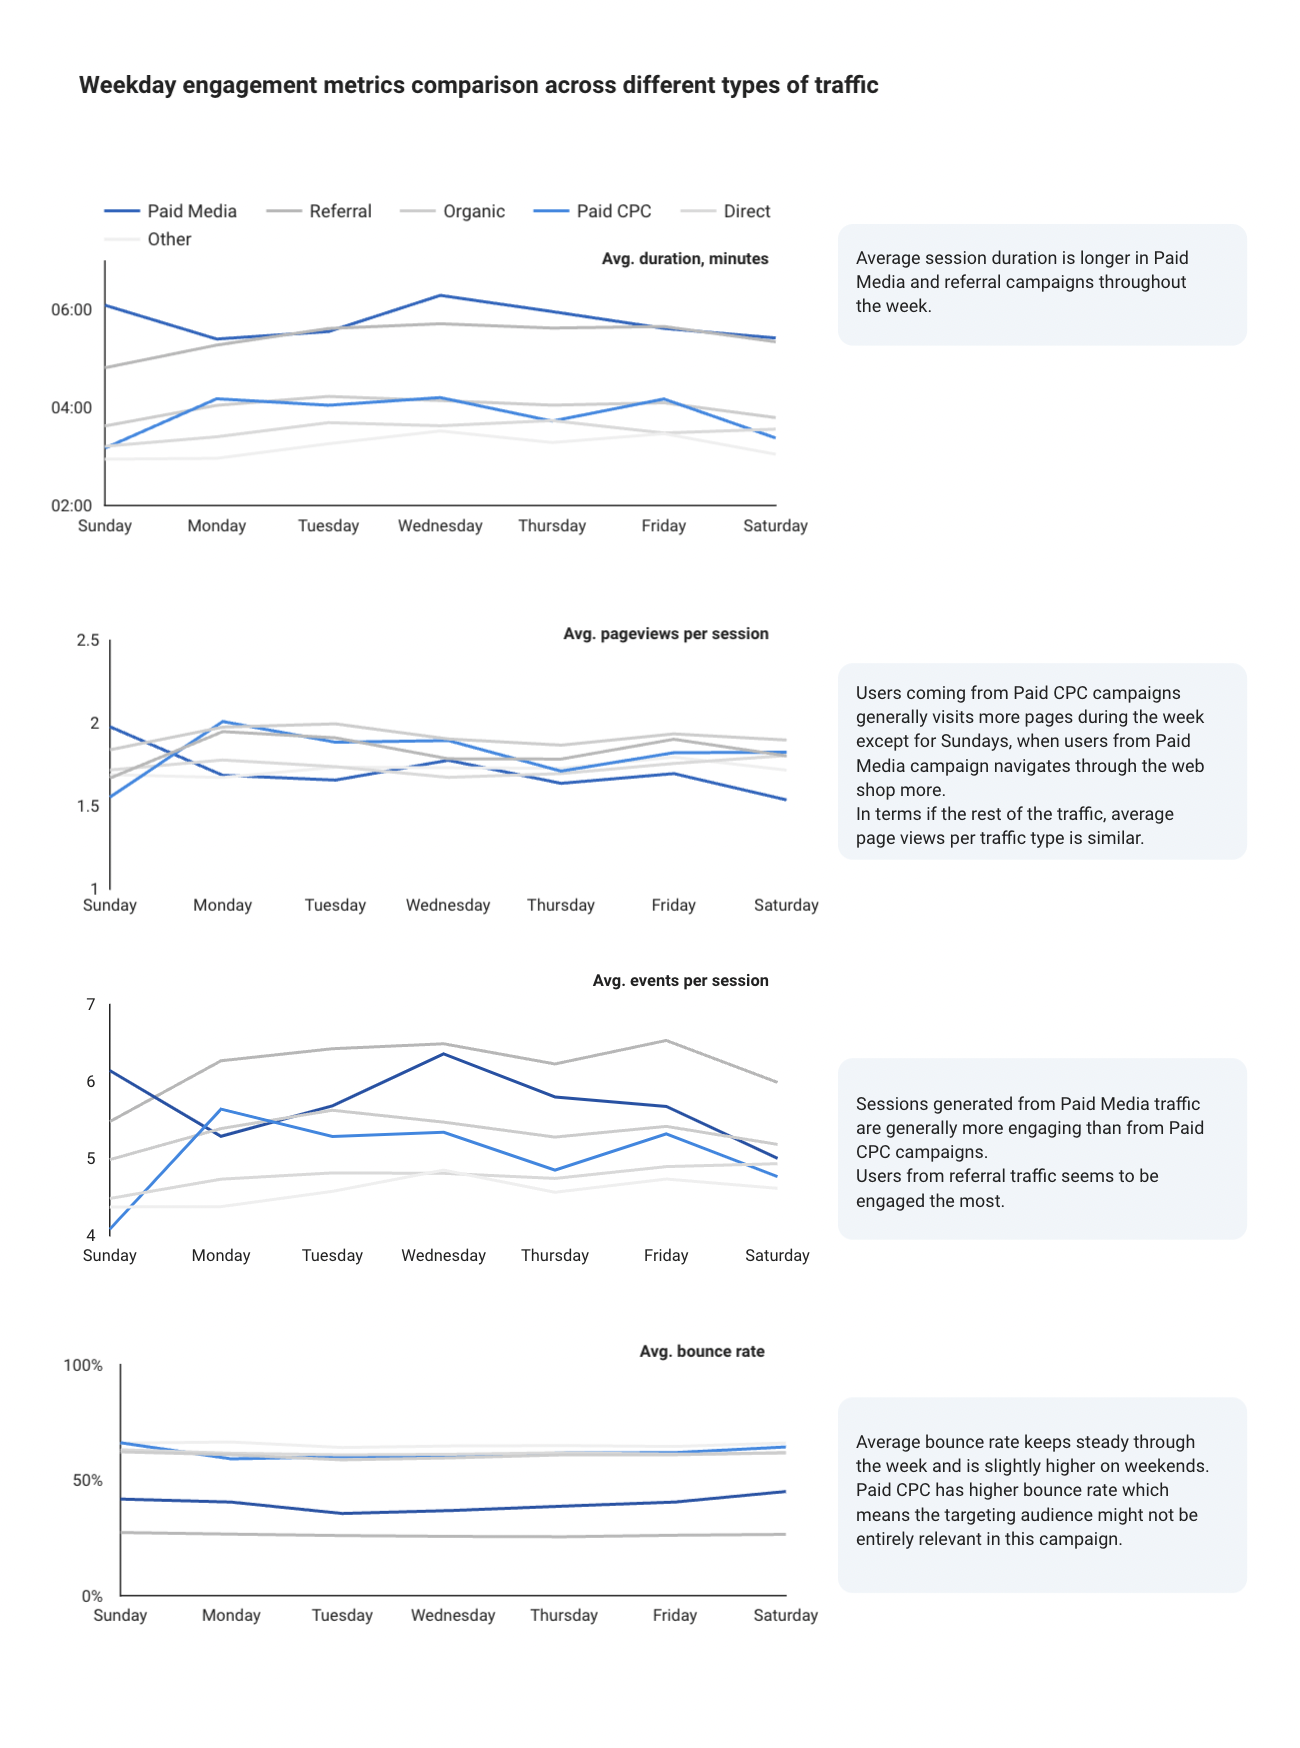 Weekday engagement metrics comparison across different types of traffic
Paid Media Referral Organic Paid CPC Direct
Other
Avg. duration, minutes
06:00
04:00
02:00
Sunday Monday Tuesday Wednesday Thursday Friday Saturday
Average session duration is longer in Paid
Media and referral campaigns throughout
the week.
Avg. pageviews per session
2.5
2
1.5
1
Sunday Monday Tuesday Wednesday Thursday Friday Saturday
Users coming from Paid CPC campaigns
generally visits more pages during the week
except for Sundays, when users from Paid
Media campaign navigates through the web
shop more.
In terms if the rest of the traffic, average
page views per traffic type is similar.
Avg. events per session
7
6
5
4
Sunday Monday Tuesday Wednesday Thursday Friday Saturday
Sessions generated from Paid Media traffic
are generally more engaging than from Paid
CPC campaigns.
Users from referral traffic seems to be
engaged the most.
Avg. bounce rate
100%
50%
0%
Sunday Monday Tuesday Wednesday Thursday Friday Saturday
Average bounce rate keeps steady through
the week and is slightly higher on weekends.
Paid CPC has higher bounce rate which
means the targeting audience might not be
entirely relevant in this campaign.